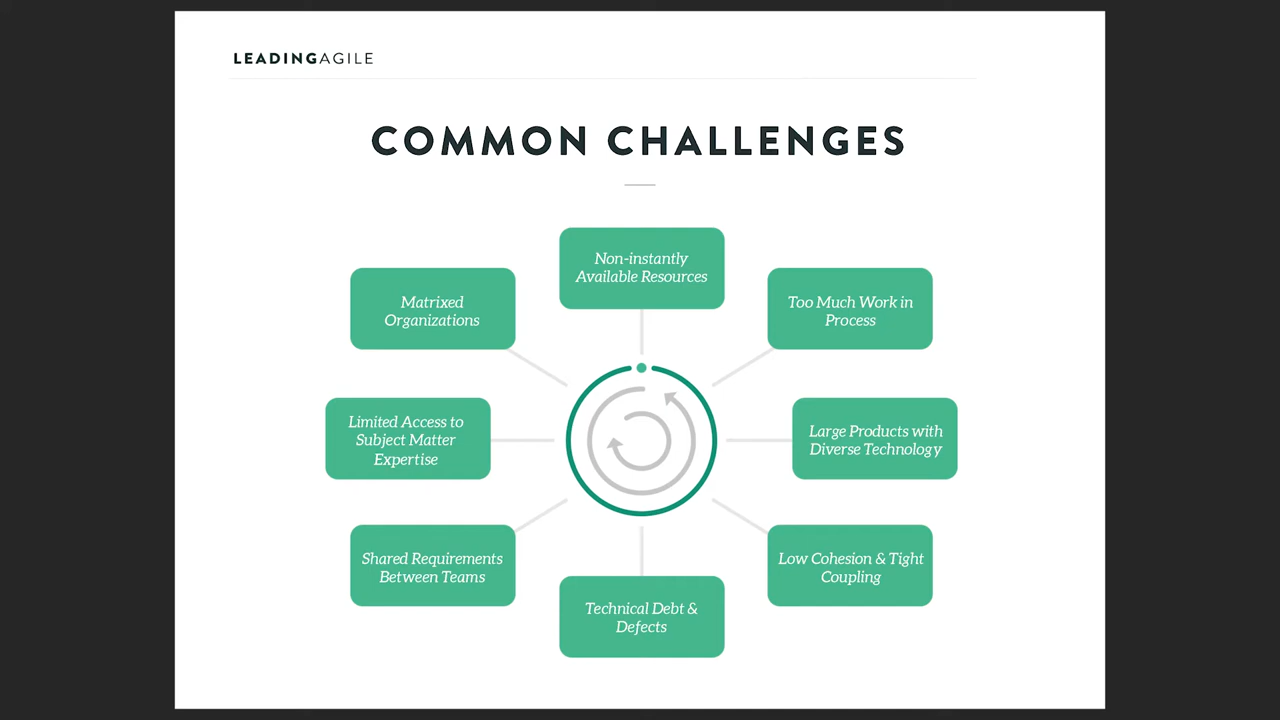 LEADINGAGILE
COMMON CHALLENGES
Non-instantly
Available Resources
Matrixed
Organizations
Too Much Work in
Process
Limited Access to
Subject Matter
Expertise
Large Products with
Diverse Technology
Shared Requirements
Between Teams
Low Cohesion & Tight
Coupling
Technical Debt &
Defects